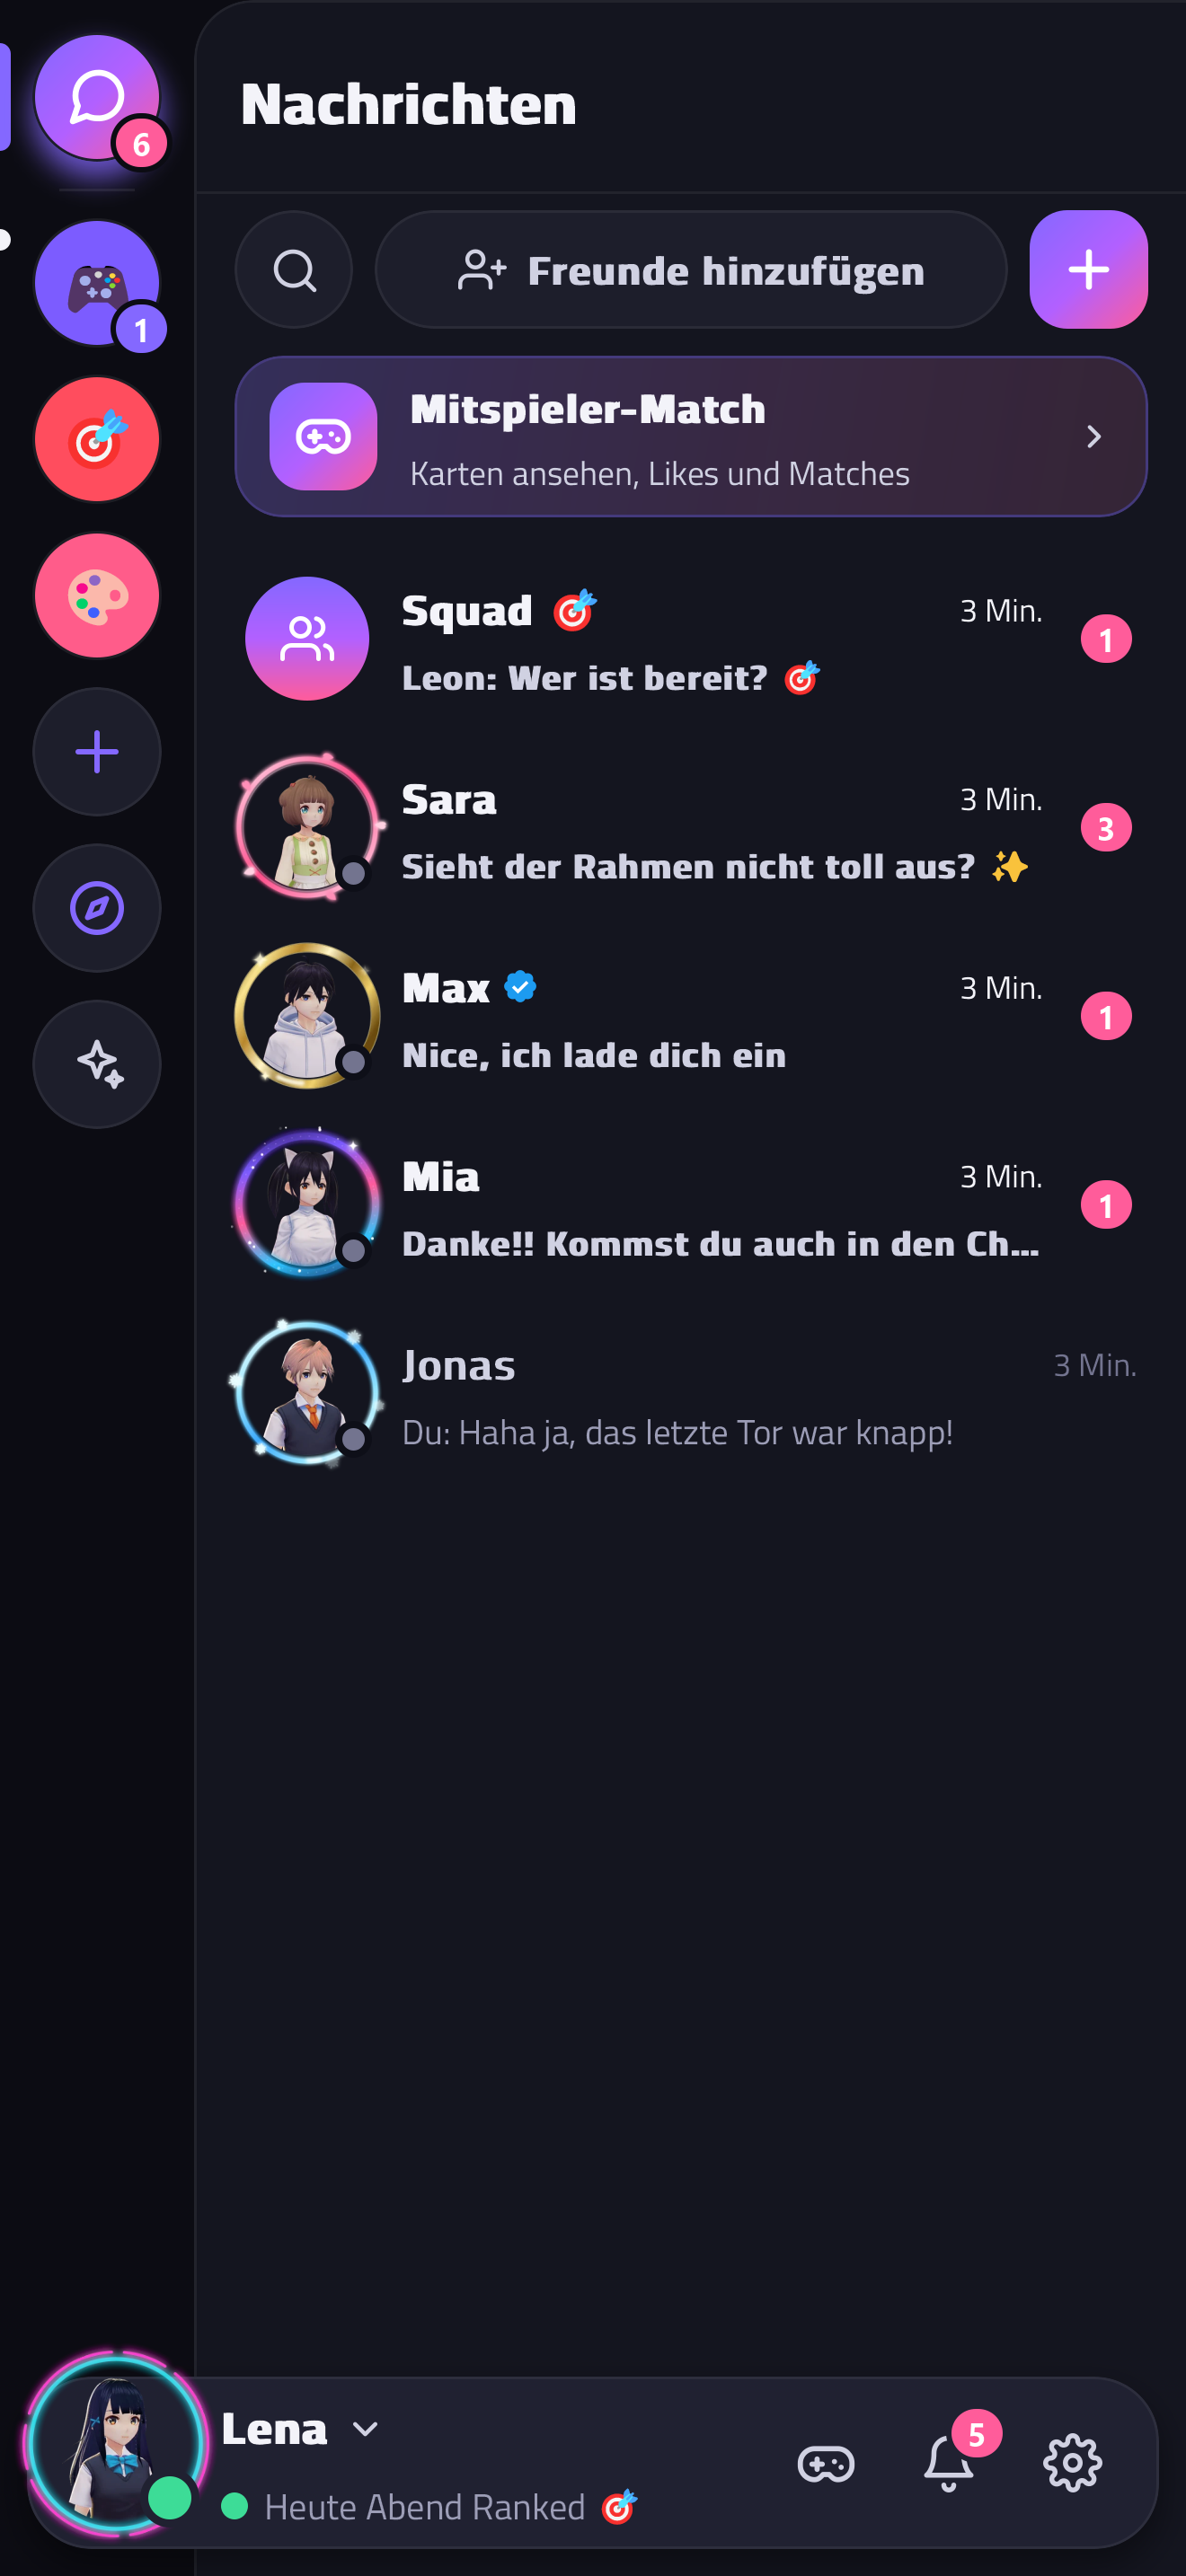 Nachrichten
6
Freunde hinzufügen
1
Mitspieler-Match
Karten ansehen, Likes und Matches
Squad 🎯
3 Min.
Leon: Wer ist bereit? 🎯
1
Sara
3 Min.
Sieht der Rahmen nicht toll aus? ✨
3
Max
3 Min.
Nice, ich lade dich ein
1
Mia
3 Min.
Danke!! Kommst du auch in den Ch...
1
Jonas
3 Min.
Du: Haha ja, das letzte Tor war knapp!
Lena
5
Heute Abend Ranked 🎯